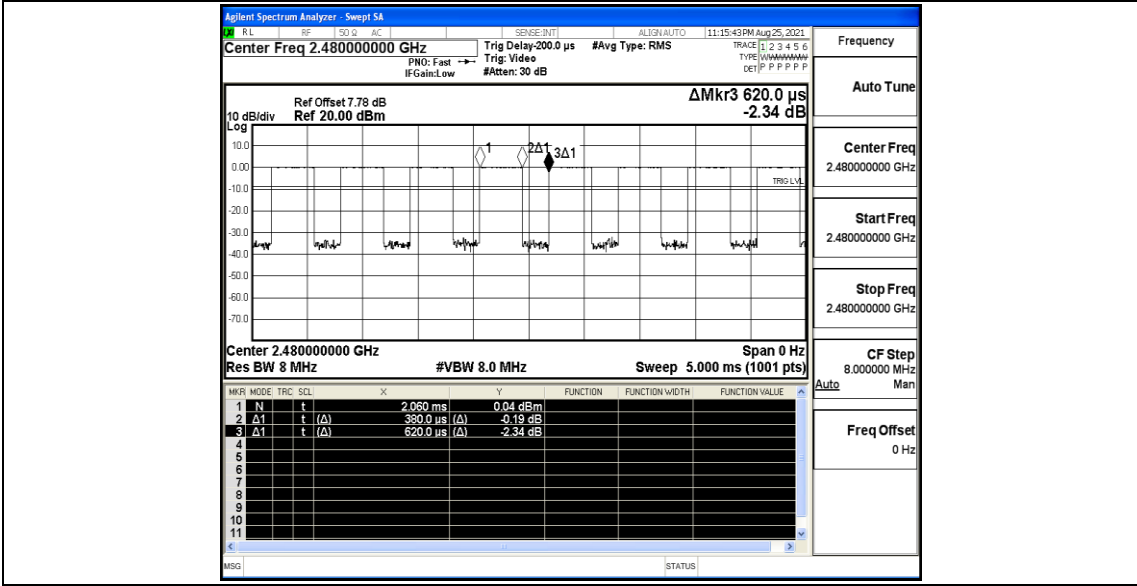 Agilent Spectrum Analyzer - Swept SA
RL RF 50 Ω AC SENSE:INT ALIGN AUTO 11:15:43 PM Aug 25, 2021
Center Freq 2.480000000 GHz Trig Delay-200.0 µs #Avg Type: RMS TRACE 1 2 3 4 5 6
PNO: Fast Trig: Video TYPE
IFGain:Low #Atten: 30 dB DET P P P P P P
ΔMkr3 620.0 µs
Ref Offset 7.78 dB
10 dB/div Ref 20.00 dBm -2.34 dB
Log
10.0
1 2Δ1 3Δ1
0.00
TRIG LVL
-10.0
-20.0
-30.0
-40.0
-50.0
-60.0
-70.0
Center 2.480000000 GHz Span 0 Hz
Res BW 8 MHz #VBW 8.0 MHz Sweep 5.000 ms (1001 pts)
MKR MODE TRC SCL X Y FUNCTION FUNCTION WIDTH FUNCTION VALUE
1 N t 2.060 ms 0.04 dBm
2 Δ1 t (Δ) 380.0 µs (Δ) -0.19 dB
3 Δ1 t (Δ) 620.0 µs (Δ) -2.34 dB
4
5
6
7
8
9
10
11
MSG STATUS
Frequency
Auto Tune
Center Freq
2.480000000 GHz
Start Freq
2.480000000 GHz
Stop Freq
2.480000000 GHz
CF Step
8.000000 MHz
Auto Man
Freq Offset
0 Hz